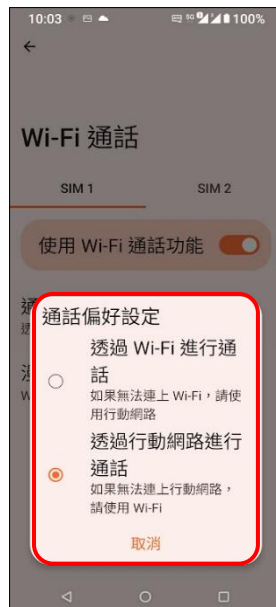 10:03
5G
100%
Wi-Fi 通話
SIM 1
SIM 2
使用 Wi-Fi 通話功能
通話偏好設定
透過 Wi-Fi 進行通
話
如果無法連上 Wi-Fi，請使
用行動網路
透過行動網路進行
通話
如果無法連上行動網路，
請使用 Wi-Fi
取消